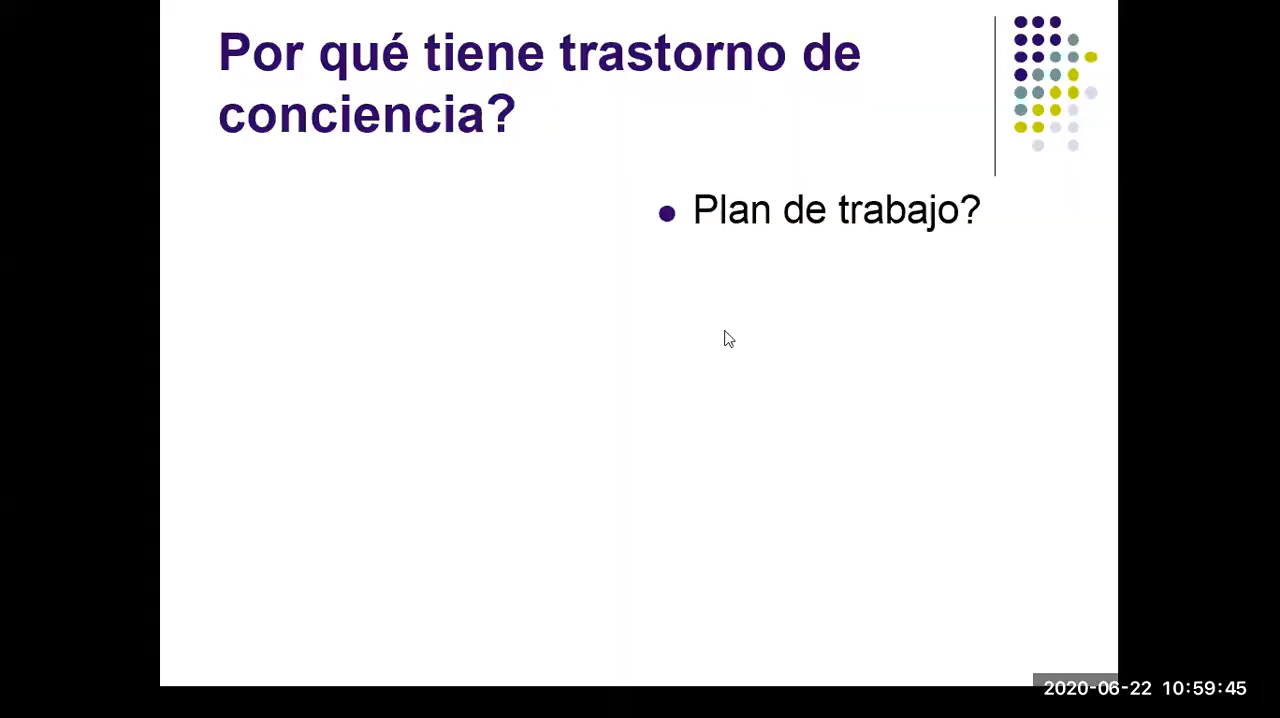 Por qué tiene trastorno de
conciencia?
Plan de trabajo?
2020-06-22 10:59:45